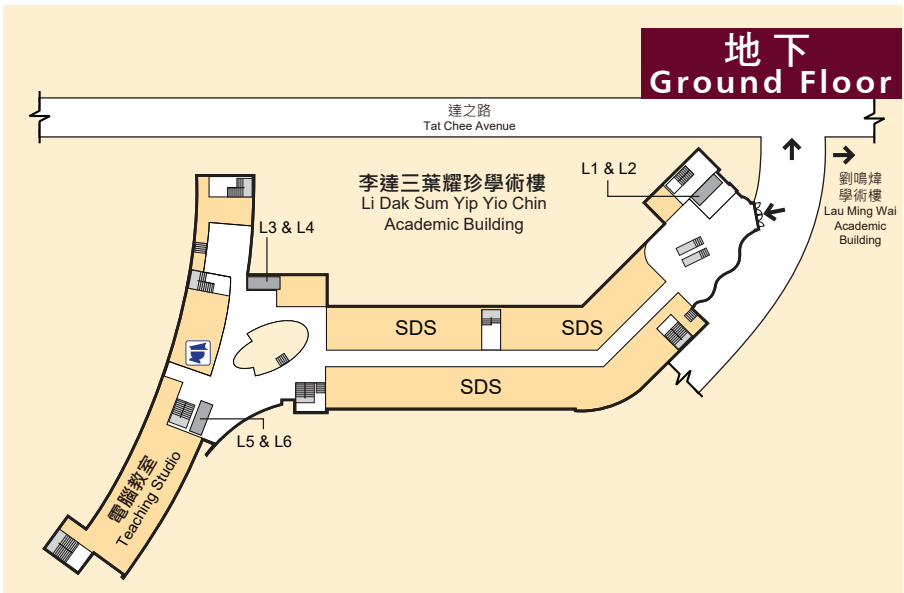 地下
Ground Floor
達之路
Tat Chee Avenue
李達三葉耀珍學術樓
Li Dak Sum Yip Yio Chin
Academic Building
L1 & L2
劉鳴煒
學術樓
Lau Ming Wai
Academic
Building
L3 & L4
SDS
SDS
SDS
L5 & L6
電腦教室
Teaching Studio